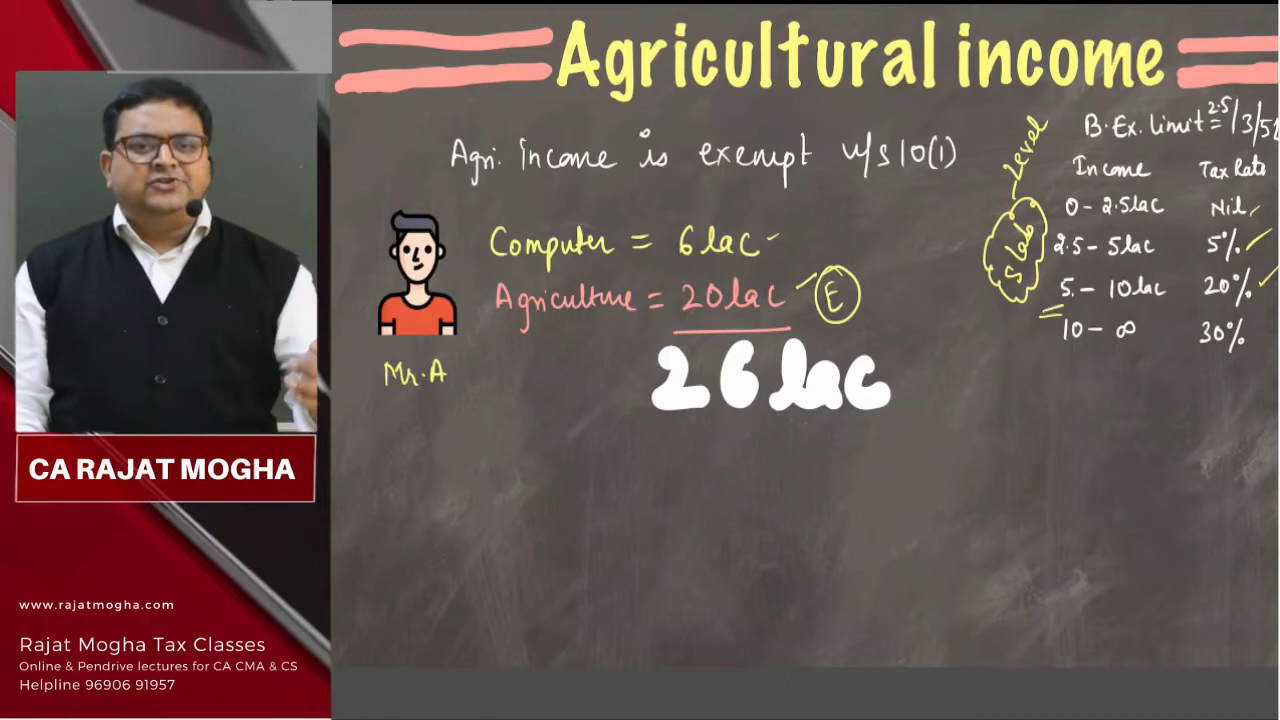 Agricultural income
Agri. Income is exempt u/s 10(1)
Computer = 6 lac
Agriculture = 20 lac E
26 lac
Mr. A
B. Ex. limit = 2.5/3/5
Level
Slab
Income Tax Rate
0 - 2.5 lac Nil
2.5 - 5 lac 5%
5 - 10 lac 20%
10 - ∞ 30%
CA RAJAT MOGHA
www.rajatmogha.com
Rajat Mogha Tax Classes
Online & Pendrive lectures for CA CMA & CS
Helpline 96906 91957